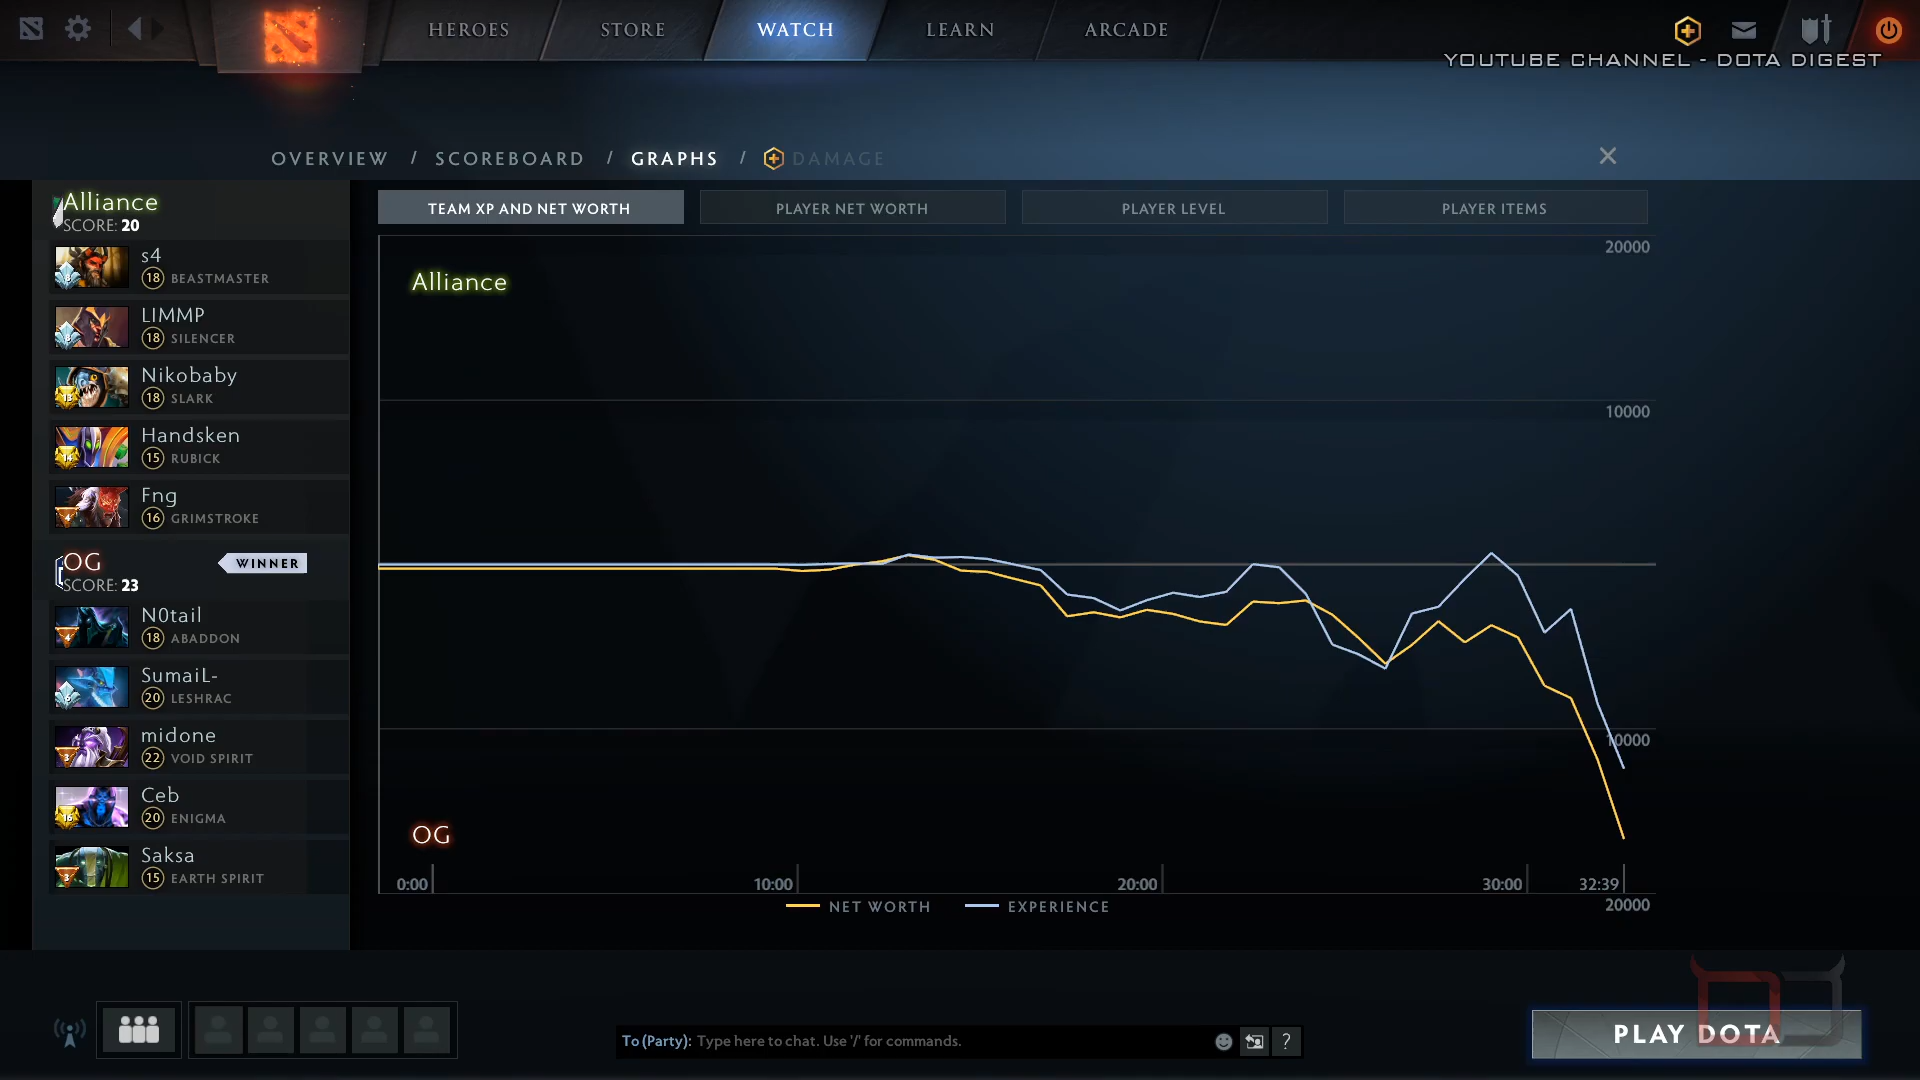 HEROES
STORE
WATCH
LEARN
ARCADE
YOUTUBE CHANNEL - DOTA DIGEST
OVERVIEW / SCOREBOARD / GRAPHS / DAMAGE
Alliance
SCORE: 20
s4
18 BEASTMASTER
LIMMP
18 SILENCER
Nikobaby
18 SLARK
Handsken
15 RUBICK
Fng
16 GRIMSTROKE
OG
WINNER
SCORE: 23
N0tail
18 ABADDON
SumaiL-
20 LESHRAC
midone
22 VOID SPIRIT
Ceb
20 ENIGMA
Saksa
15 EARTH SPIRIT
TEAM XP AND NET WORTH
PLAYER NET WORTH
PLAYER LEVEL
PLAYER ITEMS
20000
Alliance
10000
10000
OG
0:00
10:00
20:00
30:00
32:39
20000
NET WORTH
EXPERIENCE
To (Party): Type here to chat. Use '/' for commands.
?
PLAY DOTA